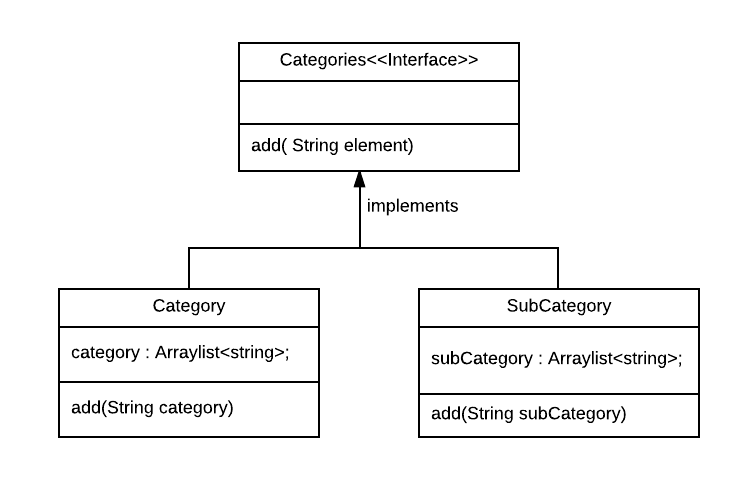 Categories<<Interface>>
add( String element)
implements
Category
category : Arraylist<string>;
add(String category)
SubCategory
subCategory : Arraylist<string>;
add(String subCategory)